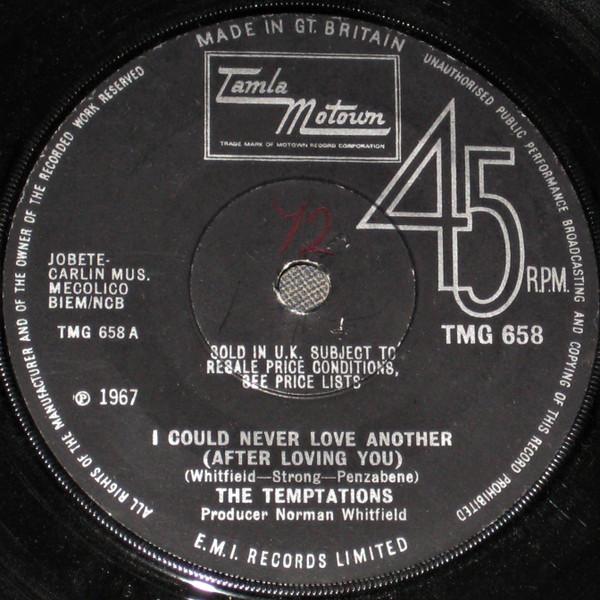 MADE IN GT. BRITAIN
UNAUTHORISED PUBLIC PERFORMANCE BROADCASTING AND COPYING OF THIS RECORD PROHIBITED
ALL RIGHTS OF THE MANUFACTURER AND OF THE OWNER OF THE RECORDED WORK RESERVED
Tamla
Motown
TRADE MARK OF MOTOWN RECORD CORPORATION
45
R.P.M.
72
JOBETE-
CARLIN MUS.
MECOLICO
BIEM/NCB
TMG 658 A
TMG 658
SOLD IN U.K. SUBJECT TO
RESALE PRICE CONDITIONS,
SEE PRICE LISTS
℗ 1967
I COULD NEVER LOVE ANOTHER
(AFTER LOVING YOU)
(Whitfield—Strong—Penzabene)
THE TEMPTATIONS
Producer Norman Whitfield
E.M.I. RECORDS LIMITED